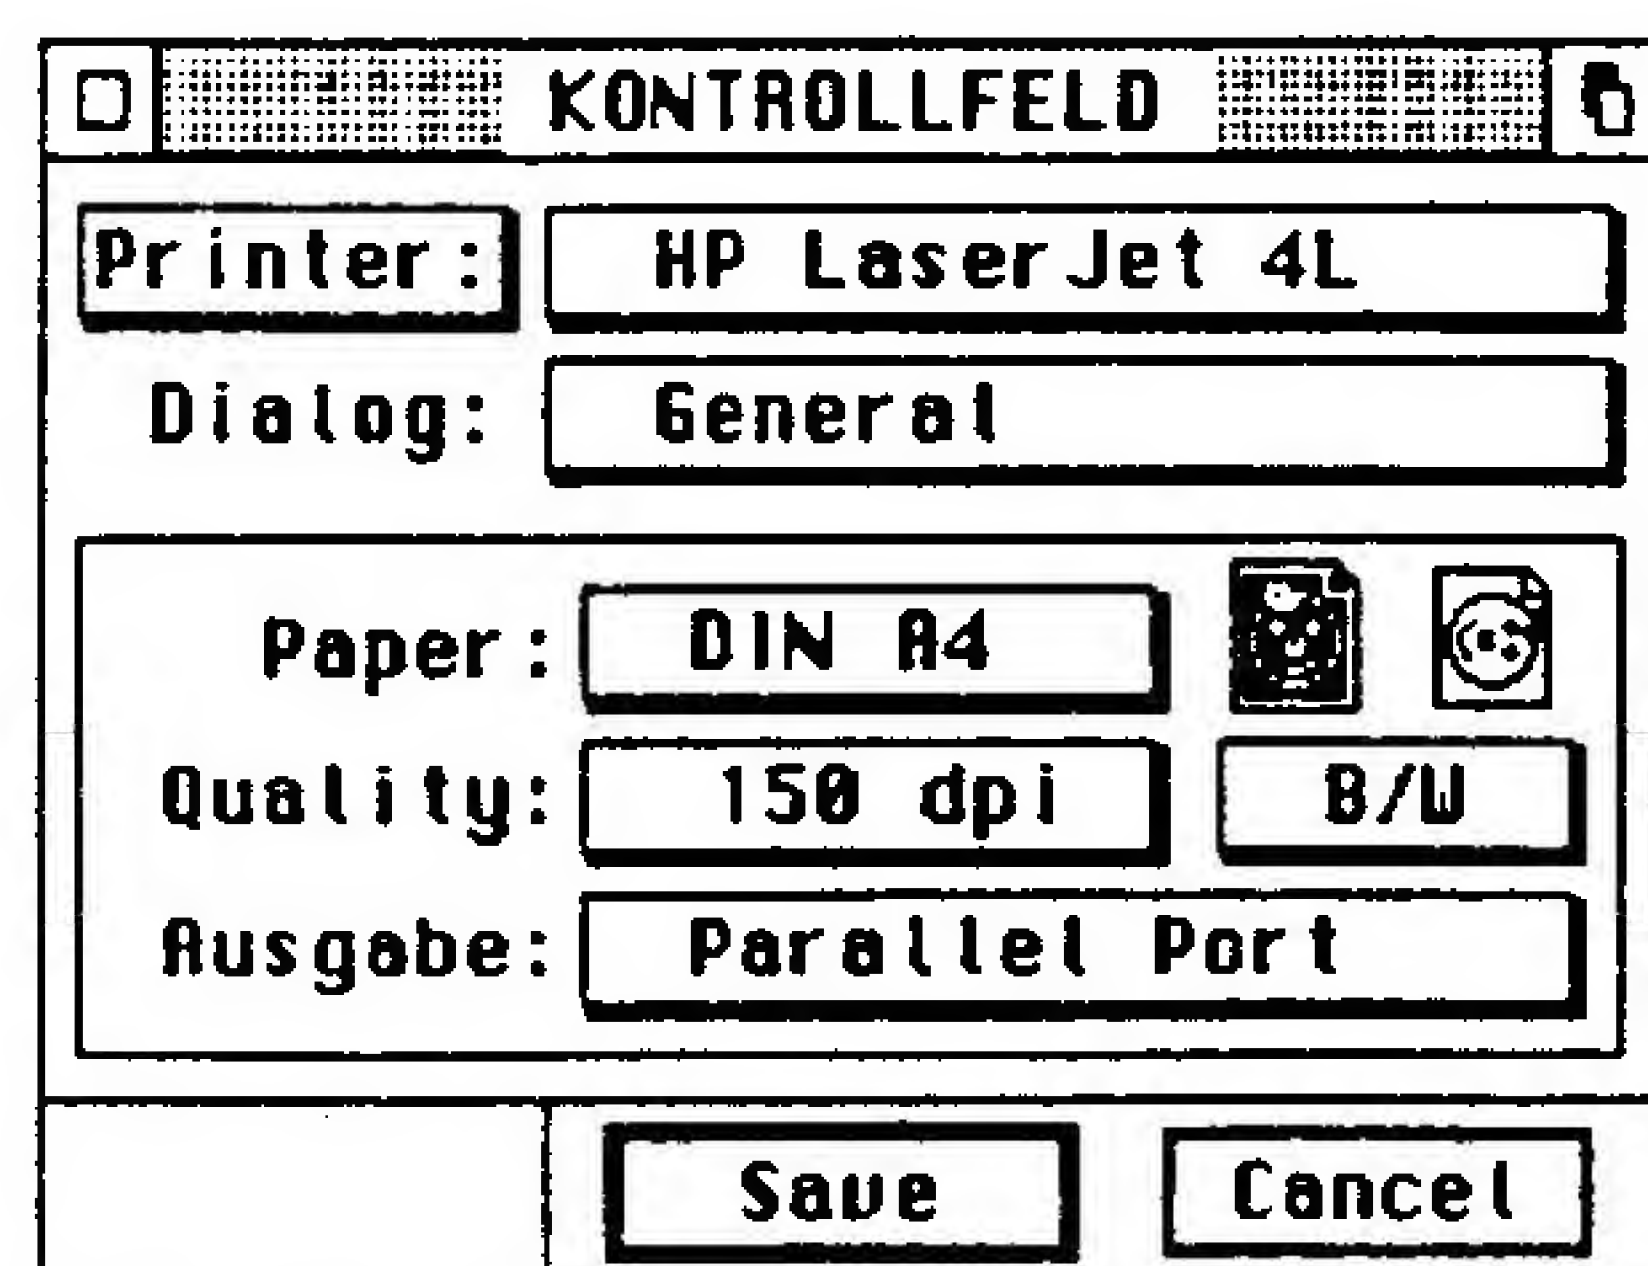 KONTROLLFELD
Printer: HP LaserJet 4L
Dialog: General
Paper: DIN A4
Quality: 150 dpi B/W
Ausgabe: Parallel Port
Save Cancel